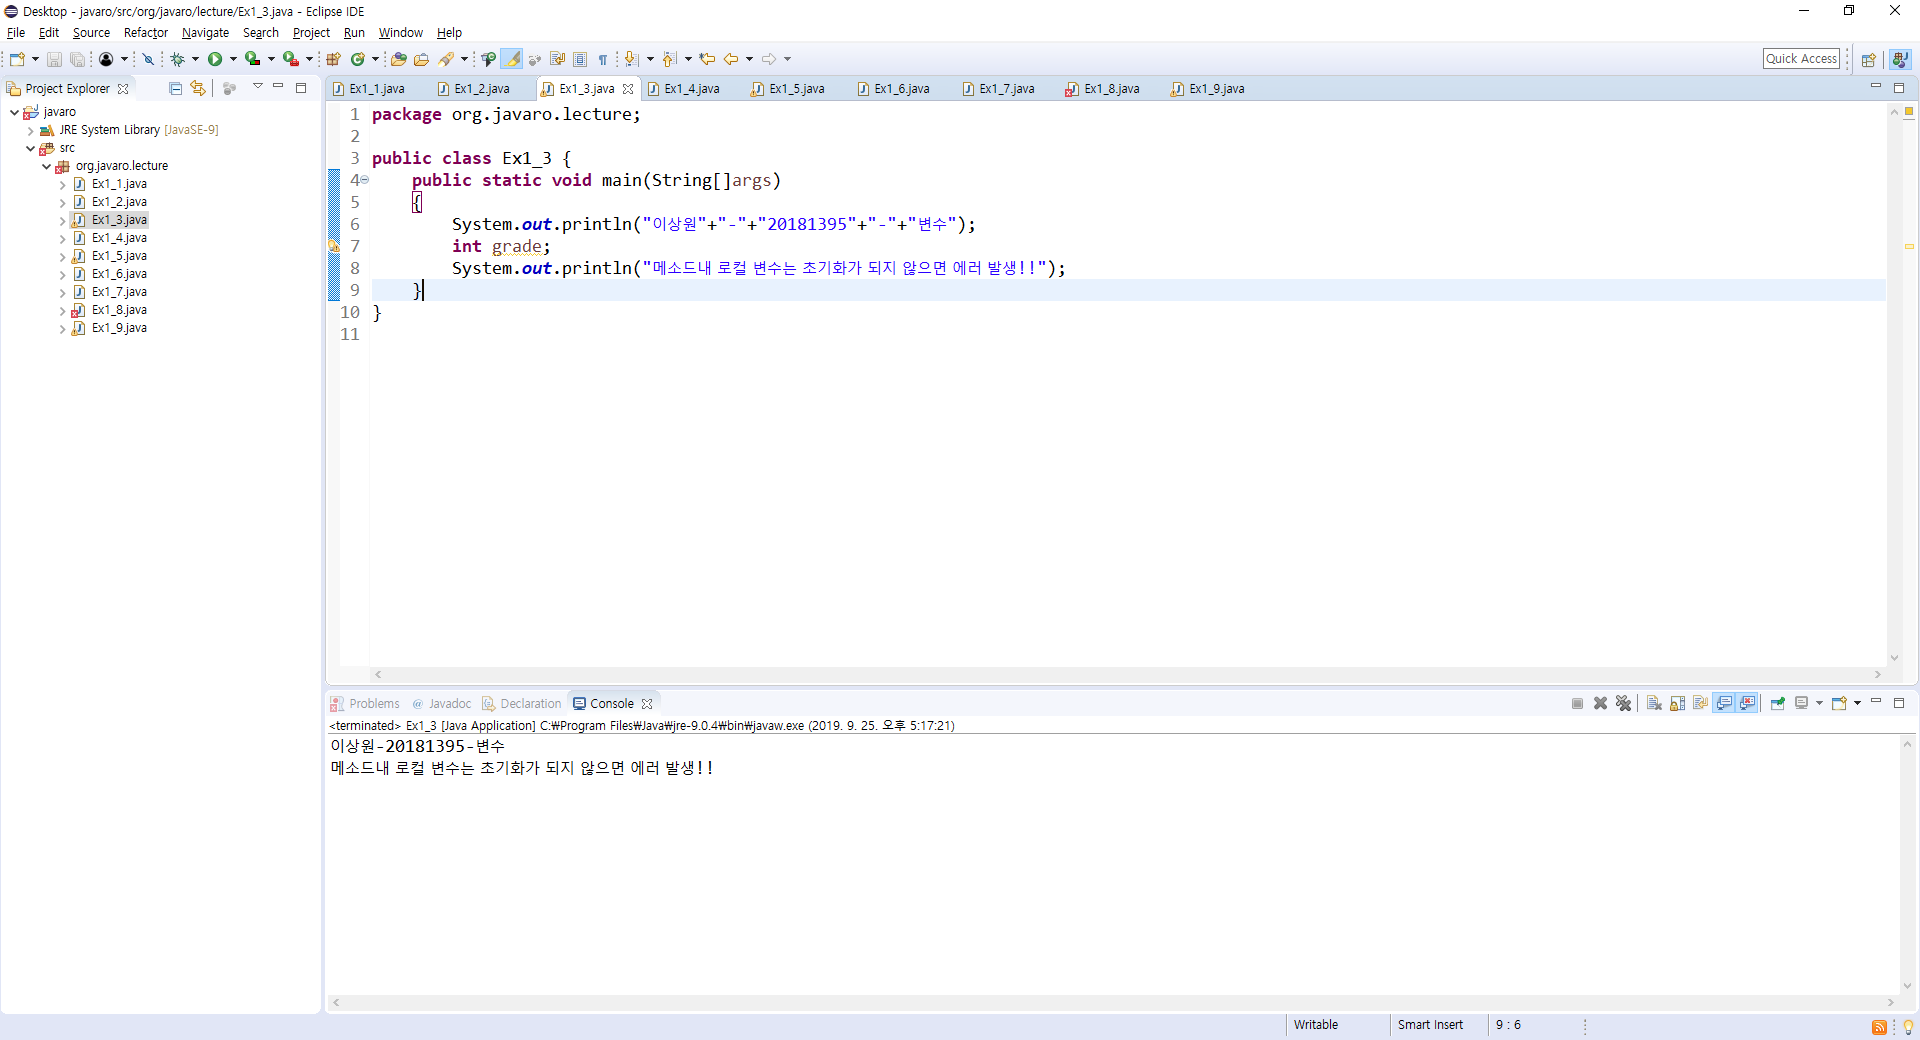 Desktop - javaro/src/org/javaro/lecture/Ex1_3.java - Eclipse IDE
File Edit Source Refactor Navigate Search Project Run Window Help
Quick Access
Project Explorer
Ex1_1.java Ex1_2.java Ex1_3.java Ex1_4.java Ex1_5.java Ex1_6.java Ex1_7.java Ex1_8.java Ex1_9.java
javaro
JRE System Library [JavaSE-9]
src
org.javaro.lecture
Ex1_1.java
Ex1_2.java
Ex1_3.java
Ex1_4.java
Ex1_5.java
Ex1_6.java
Ex1_7.java
Ex1_8.java
Ex1_9.java
1 package org.javaro.lecture;
2
3 public class Ex1_3 {
4 public static void main(String[]args)
5 {
6 System.out.println("이상원"+"-"+"20181395"+"-"+"변수");
7 int grade;
8 System.out.println("메소드내 로컬 변수는 초기화가 되지 않으면 에러 발생!!");
9 }
10 }
11
Problems @ Javadoc Declaration Console
<terminated> Ex1_3 [Java Application] C:₩Program Files₩Java₩jre-9.0.4₩bin₩javaw.exe (2019. 9. 25. 오후 5:17:21)
이상원-20181395-변수
메소드내 로컬 변수는 초기화가 되지 않으면 에러 발생!!
Writable Smart Insert 9 : 6